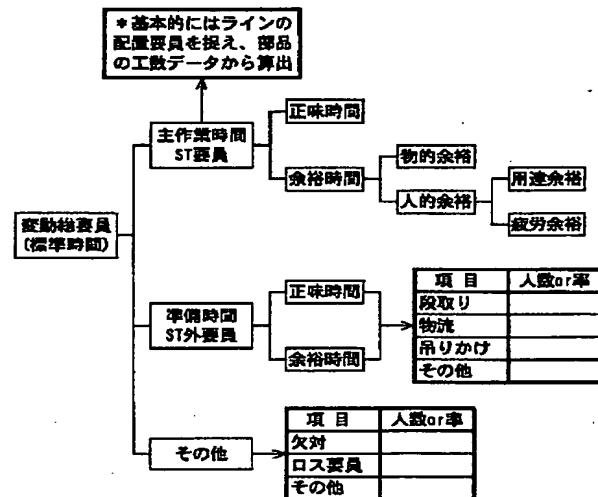 ＊基本的にはラインの
配置要員を捉え、部品
の工数データから算出
主作業時間
ST要員
正味時間
余裕時間
物的余裕
人的余裕
用達余裕
疲労余裕
変動総要員
(標準時間)
準備時間
ST外要員
正味時間
余裕時間
項 目 人数or率
段取り
物流
吊りかけ
その他
その他
項 目 人数or率
欠対
ロス要員
その他